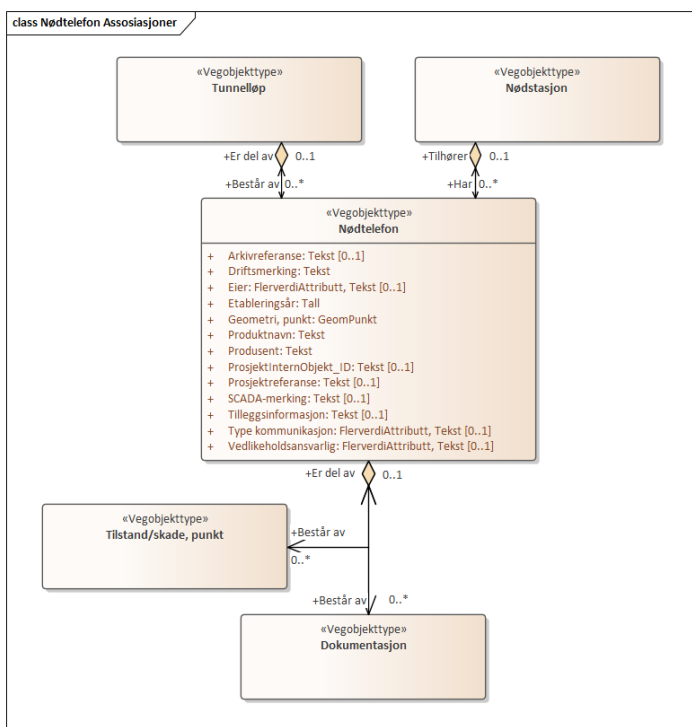 class Nødtelefon Assosiasjoner
«Vegobjekttype»
Tunnelløp
«Vegobjekttype»
Nødstasjon
+Er del av 0..1
+Tilhører 0..1
+Består av 0..*
+Har 0..*
«Vegobjekttype»
Nødtelefon
+ Arkivreferanse: Tekst [0..1]
+ Driftsmerking: Tekst
+ Eier: FlerverdiAttributt, Tekst [0..1]
+ Etableringsår: Tall
+ Geometri, punkt: GeomPunkt
+ Produktnavn: Tekst
+ Produsent: Tekst
+ ProsjektInternObjekt_ID: Tekst [0..1]
+ Prosjektreferanse: Tekst [0..1]
+ SCADA-merking: Tekst [0..1]
+ Tilleggsinformasjon: Tekst [0..1]
+ Type kommunikasjon: FlerverdiAttributt, Tekst [0..1]
+ Vedlikeholdsansvarlig: FlerverdiAttributt, Tekst [0..1]
+Er del av 0..1
«Vegobjekttype»
Tilstand/skade, punkt
+Består av
0..*
+Består av 0..*
«Vegobjekttype»
Dokumentasjon